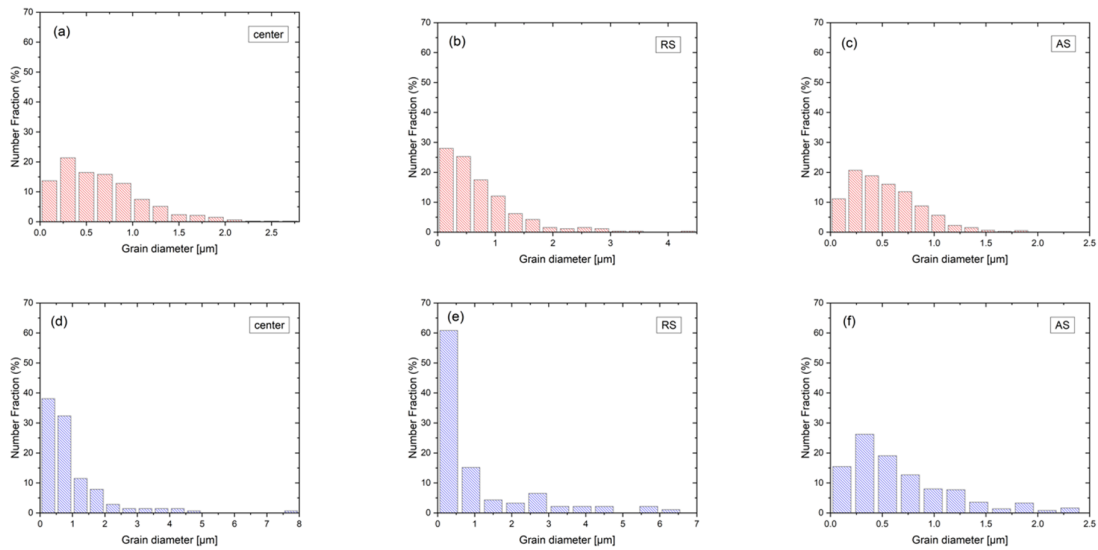 (a)
center
70
60
50
40
30
20
10
0
Number Fraction (%)
0.0 0.5 1.0 1.5 2.0 2.5
Grain diameter [µm]
(b)
RS
70
60
50
40
30
20
10
0
Number Fraction (%)
0 1 2 3 4
Grain diameter [µm]
(c)
AS
70
60
50
40
30
20
10
0
Number Fraction (%)
0.0 0.5 1.0 1.5 2.0 2.5
Grain diameter [µm]
(d)
center
70
60
50
40
30
20
10
0
Number Fraction (%)
0 1 2 3 4 5 6 7 8
Grain diameter [µm]
(e)
RS
70
60
50
40
30
20
10
0
Number Fraction (%)
0 1 2 3 4 5 6 7
Grain diameter [µm]
(f)
AS
70
60
50
40
30
20
10
0
Number Fraction (%)
0.0 0.5 1.0 1.5 2.0 2.5
Grain diameter [µm]